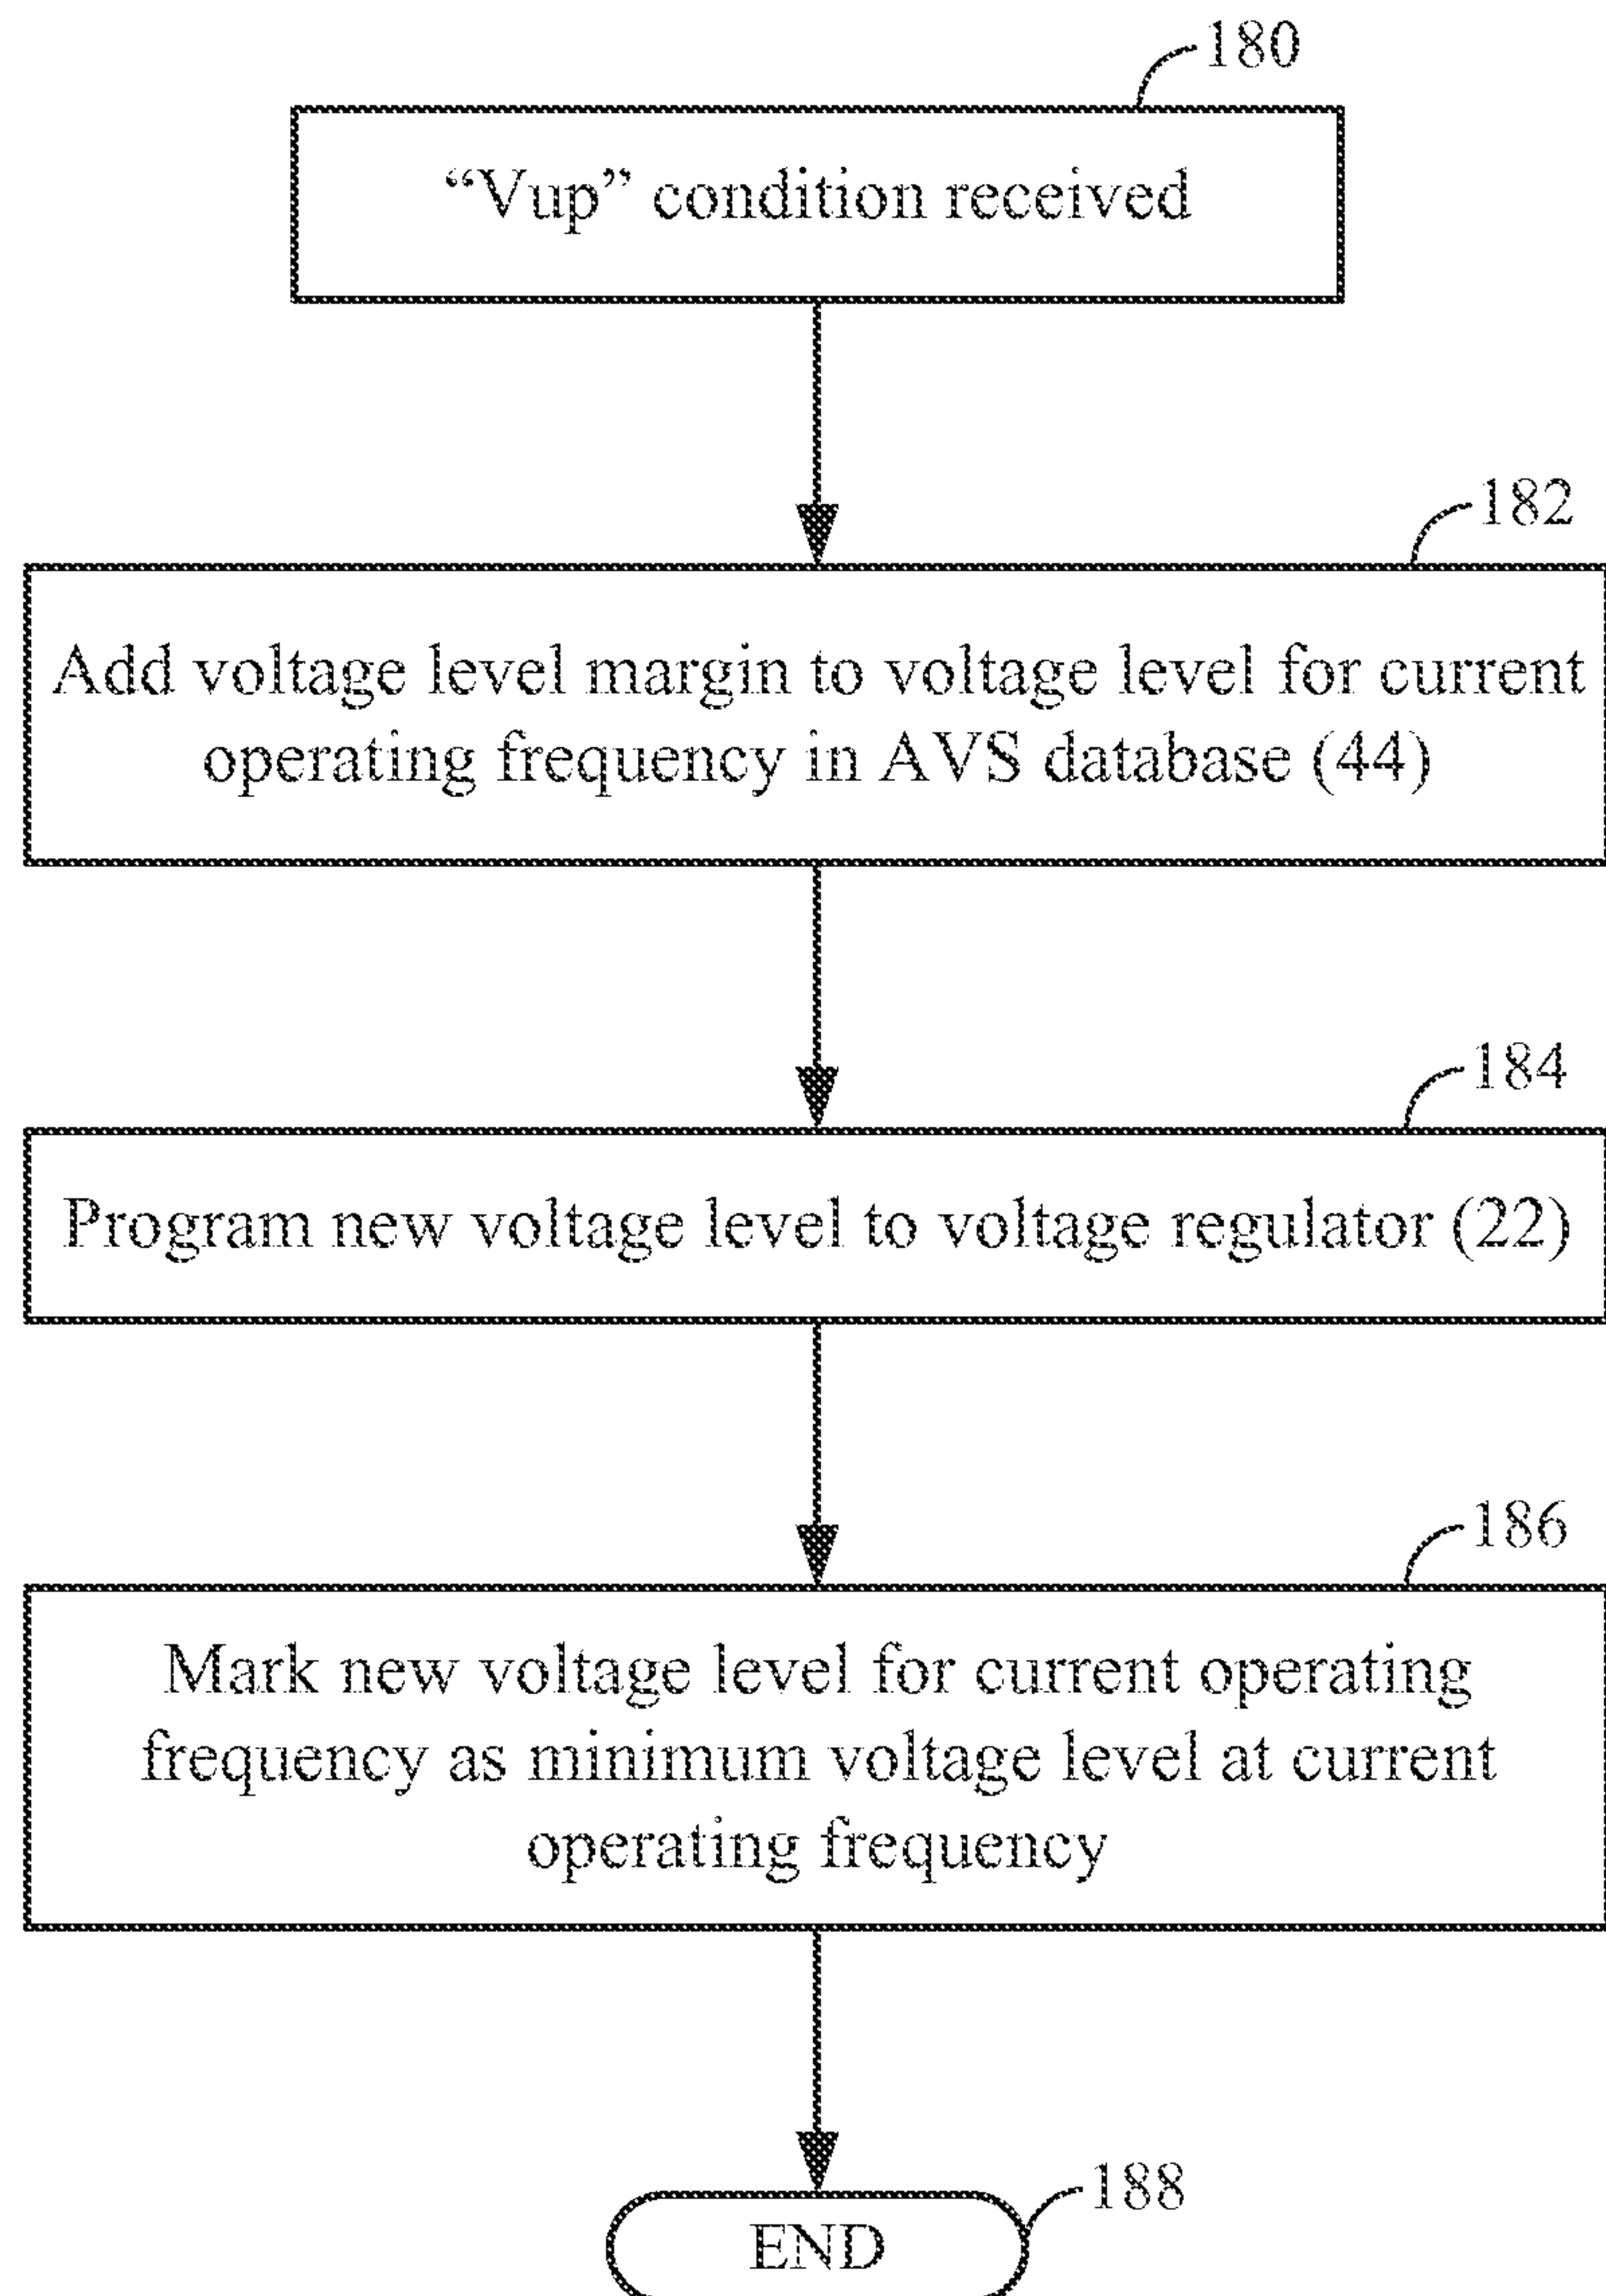 180
“Vup” condition received
182
Add voltage level margin to voltage level for current
operating frequency in AVS database (44)
184
Program new voltage level to voltage regulator (22)
186
Mark new voltage level for current operating
frequency as minimum voltage level at current
operating frequency
188
END